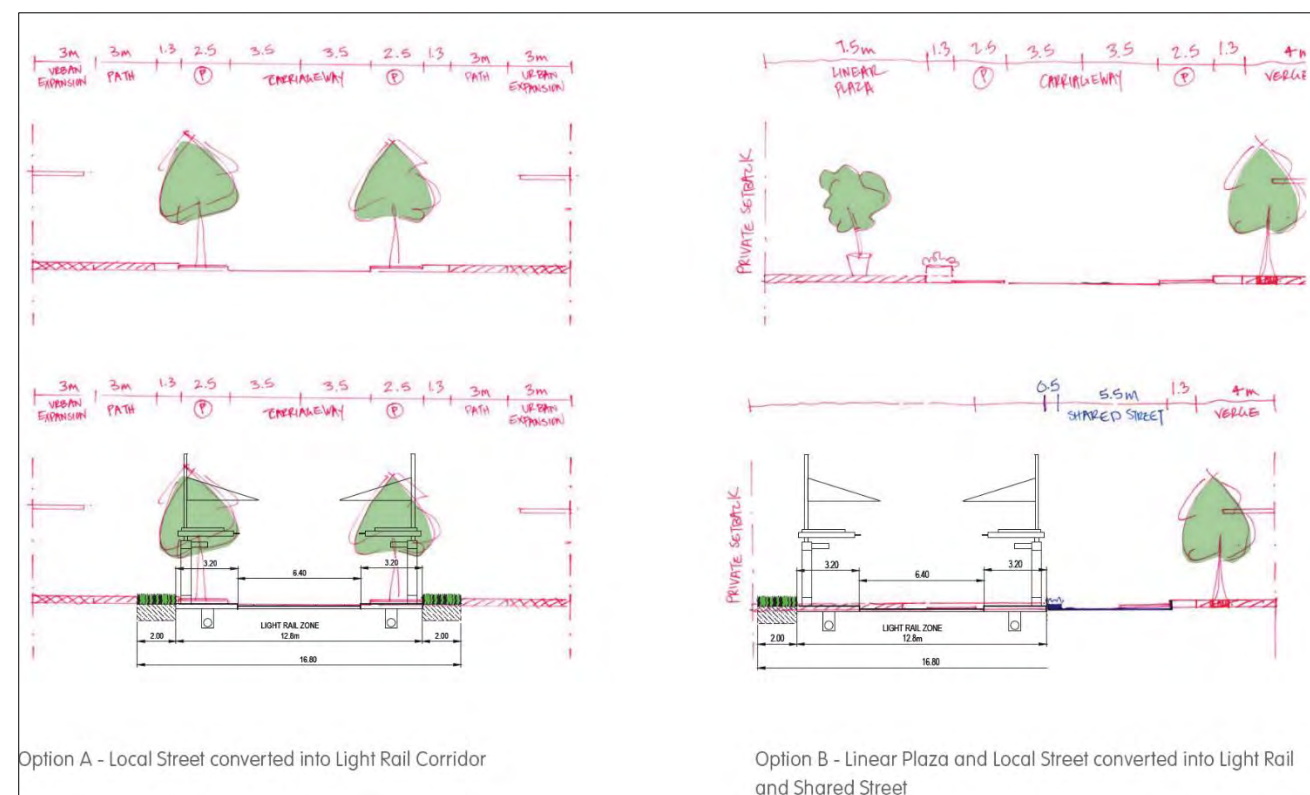 3m 3m 1.3 2.5 3.5 3.5 2.5 1.3 3m 3m
URBAN EXPANSION PATH P CARRIAGEWAY P PATH URBAN EXPANSION
7.5m 1.3 2.5 3.5 3.5 2.5 1.3 4m
LINEAR PLAZA P CARRIAGEWAY P VERGE
PRIVATE SETBACK
3m 3m 1.3 2.5 3.5 3.5 2.5 1.3 3m 3m
URBAN EXPANSION PATH P CARRIAGEWAY P PATH URBAN EXPANSION
3.20 6.40 3.20
LIGHT RAIL ZONE
2.00 12.8m 2.00
16.80
0.5 5.5m 1.3 4m
SHARED STREET VERGE
PRIVATE SETBACK
3.20 6.40 3.20
LIGHT RAIL ZONE
2.00 12.8m
16.80
Option A - Local Street converted into Light Rail Corridor
Option B - Linear Plaza and Local Street converted into Light Rail
and Shared Street